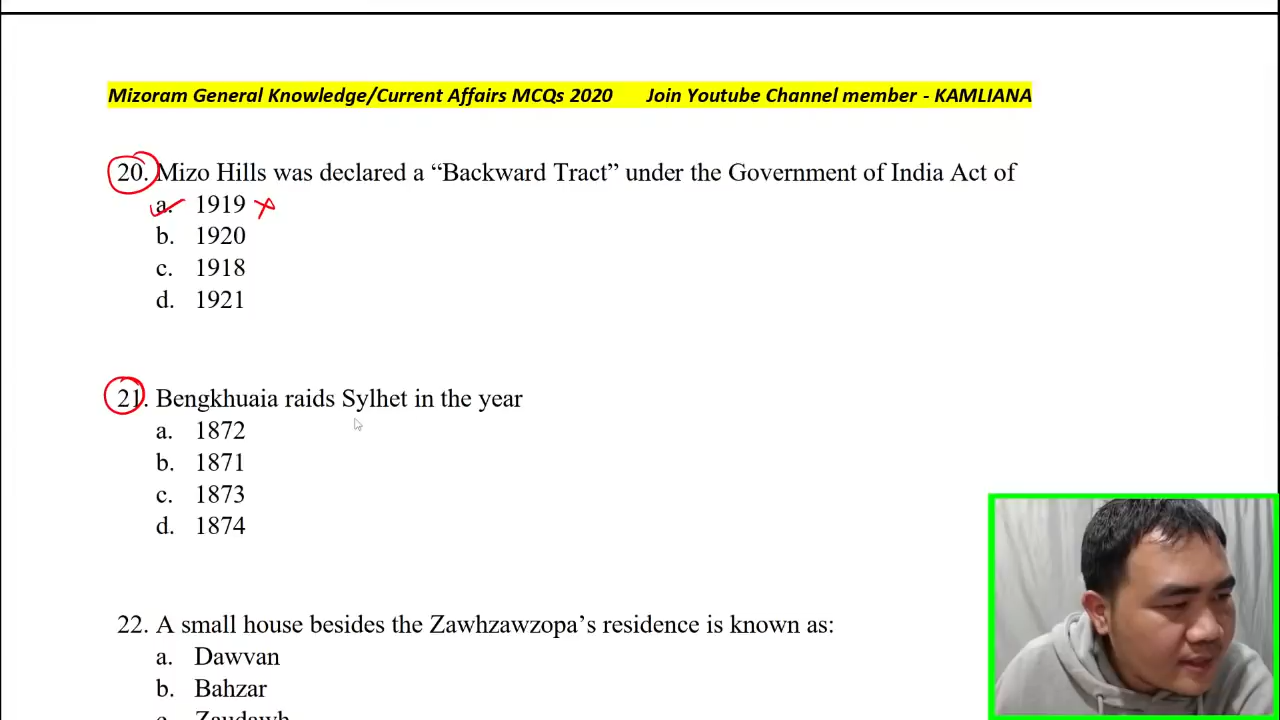 Mizoram General Knowledge/Current Affairs MCQs 2020 Join Youtube Channel member - KAMLIANA
20. Mizo Hills was declared a “Backward Tract” under the Government of India Act of
a. 1919
b. 1920
c. 1918
d. 1921
21. Bengkhuaia raids Sylhet in the year
a. 1872
b. 1871
c. 1873
d. 1874
22. A small house besides the Zawhzawzopa’s residence is known as:
a. Dawvan
b. Bahzar
c. Zaudawh